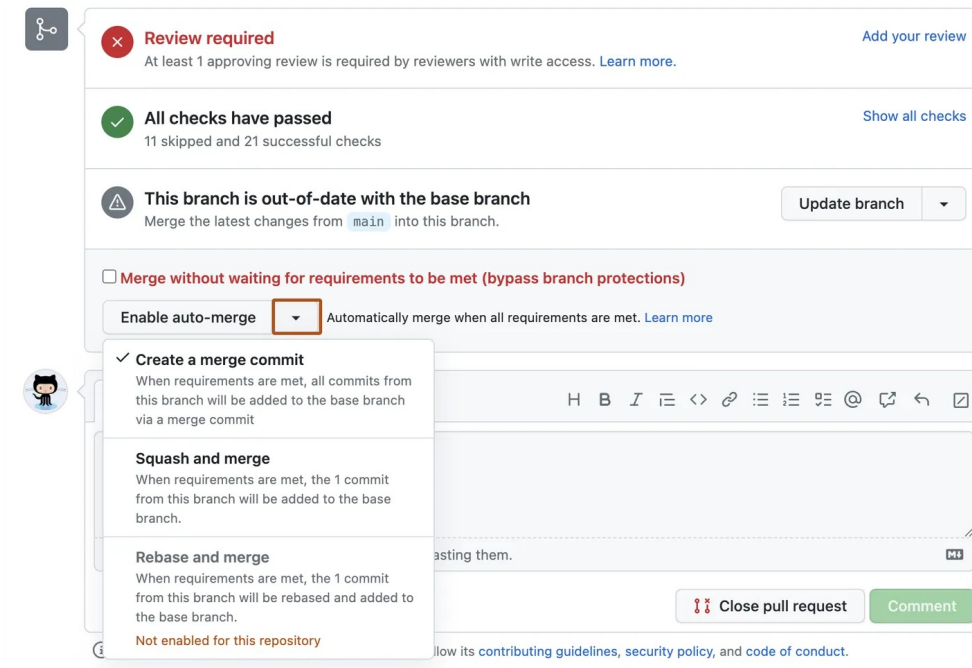 Review required
Add your review
At least 1 approving review is required by reviewers with write access. Learn more.
All checks have passed
Show all checks
11 skipped and 21 successful checks
This branch is out-of-date with the base branch
Update branch
Merge the latest changes from main into this branch.
Merge without waiting for requirements to be met (bypass branch protections)
Enable auto-merge
Automatically merge when all requirements are met. Learn more
Create a merge commit
When requirements are met, all commits from
this branch will be added to the base branch
via a merge commit
Squash and merge
When requirements are met, the 1 commit
from this branch will be added to the base
branch.
Rebase and merge
When requirements are met, the 1 commit
from this branch will be rebased and added to
the base branch.
Not enabled for this repository
asting them.
Close pull request
Comment
llow its contributing guidelines, security policy, and code of conduct.